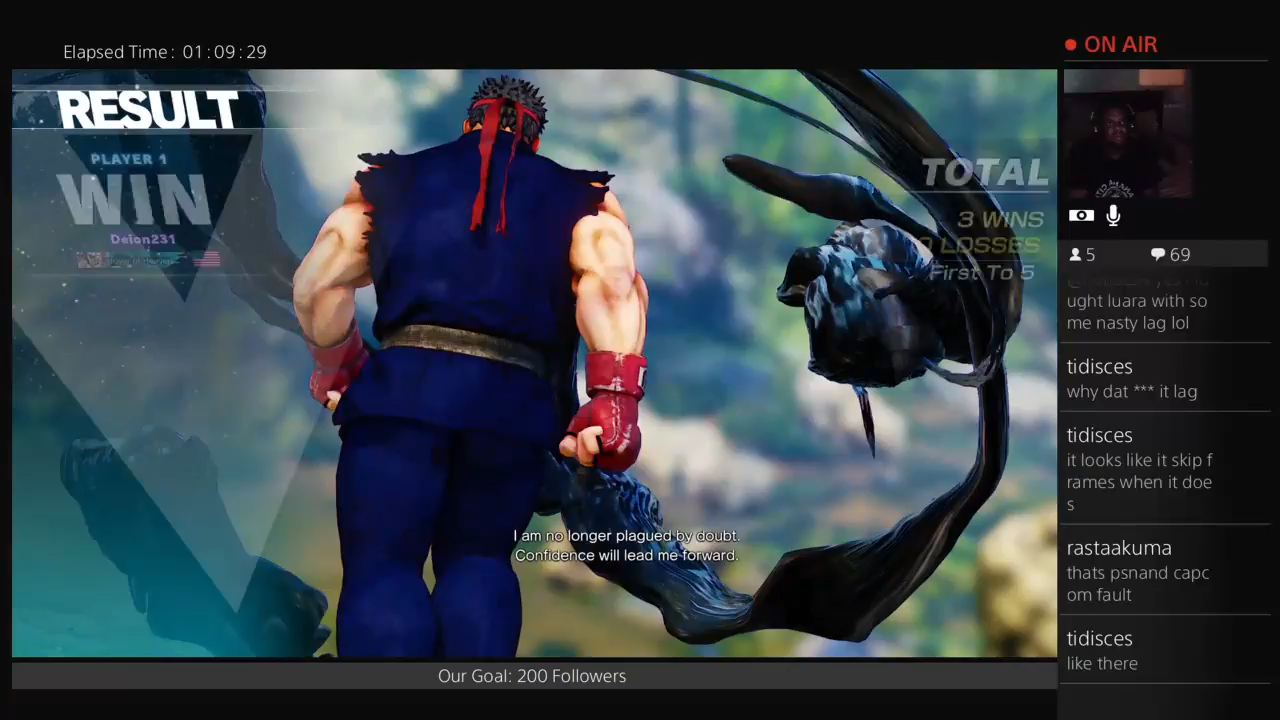 Elapsed Time: 01:09:29
ON AIR
RESULT
PLAYER 1
WIN
Deion231
TOTAL
3 WINS
0 LOSSES
First To 5
5
69
ught luara with so
me nasty lag lol
tidisces
why dat *** it lag
tidisces
it looks like it skip f
rames when it doe
s
rastaakuma
thats psnand capc
om fault
tidisces
like there
I am no longer plagued by doubt.
Confidence will lead me forward.
Our Goal: 200 Followers